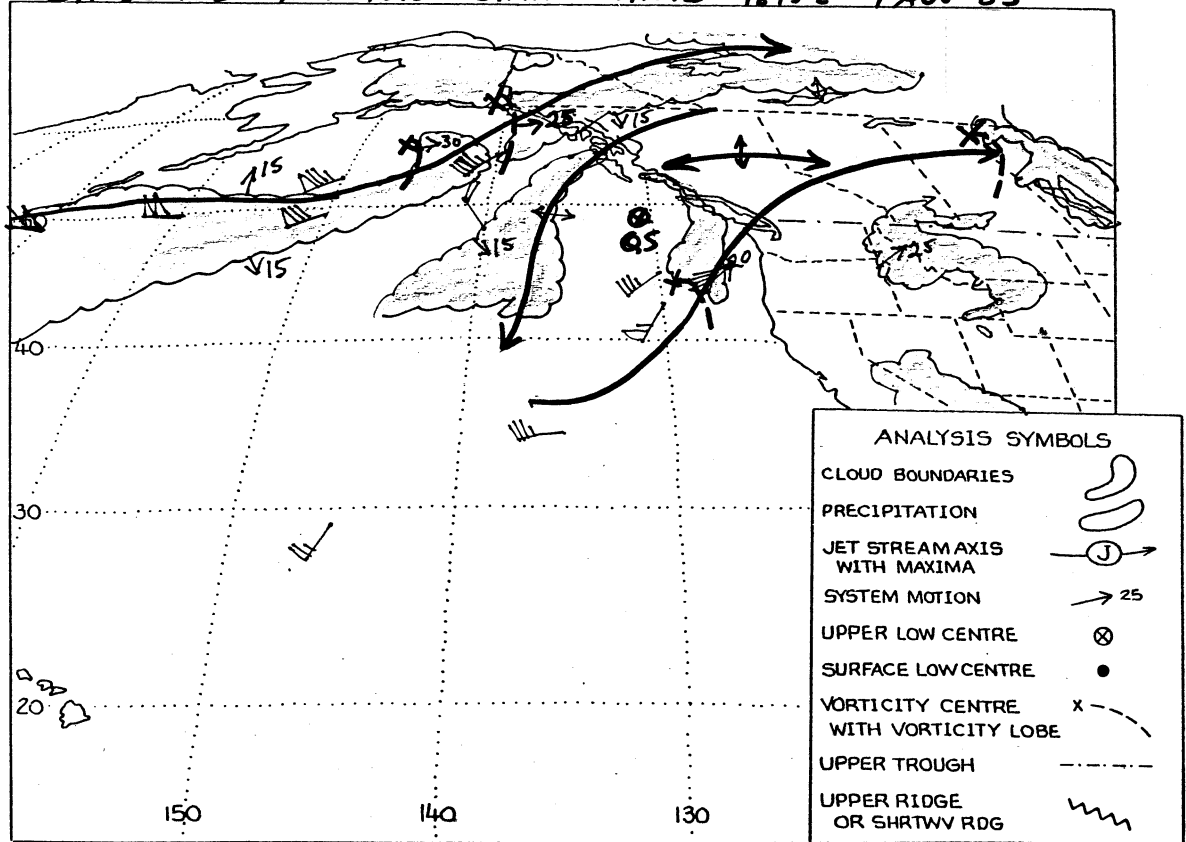 15
30
25
15
15
15
QS
25
40
30
20
150
140
130
ANALYSIS SYMBOLS
CLOUD BOUNDARIES
PRECIPITATION
JET STREAM AXIS
WITH MAXIMA
J
SYSTEM MOTION
25
UPPER LOW CENTRE
SURFACE LOW CENTRE
VORTICITY CENTRE
WITH VORTICITY LOBE
X
UPPER TROUGH
UPPER RIDGE
OR SHRTWV RDG